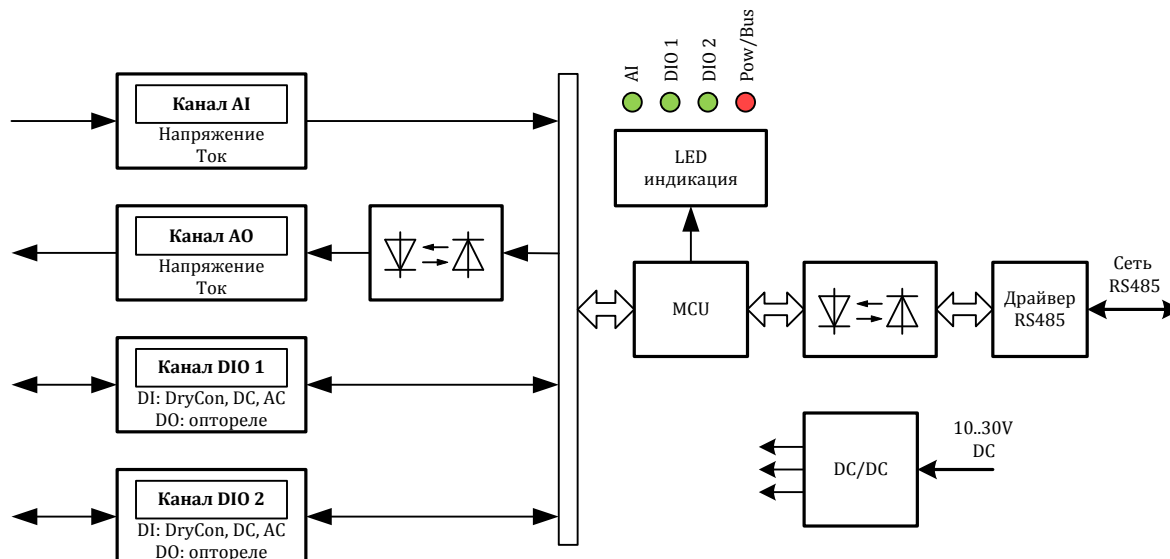 AI
DIO 1
DIO 2
Pow/Bus
Канал AI
Напряжение
Ток
LED
индикация
Канал AO
Напряжение
Ток
MCU
Драйвер
RS485
Сеть
RS485
Канал DIO 1
DI: DryCon, DC, AC
DO: оптореле
DC/DC
10..30V
DC
Канал DIO 2
DI: DryCon, DC, AC
DO: оптореле